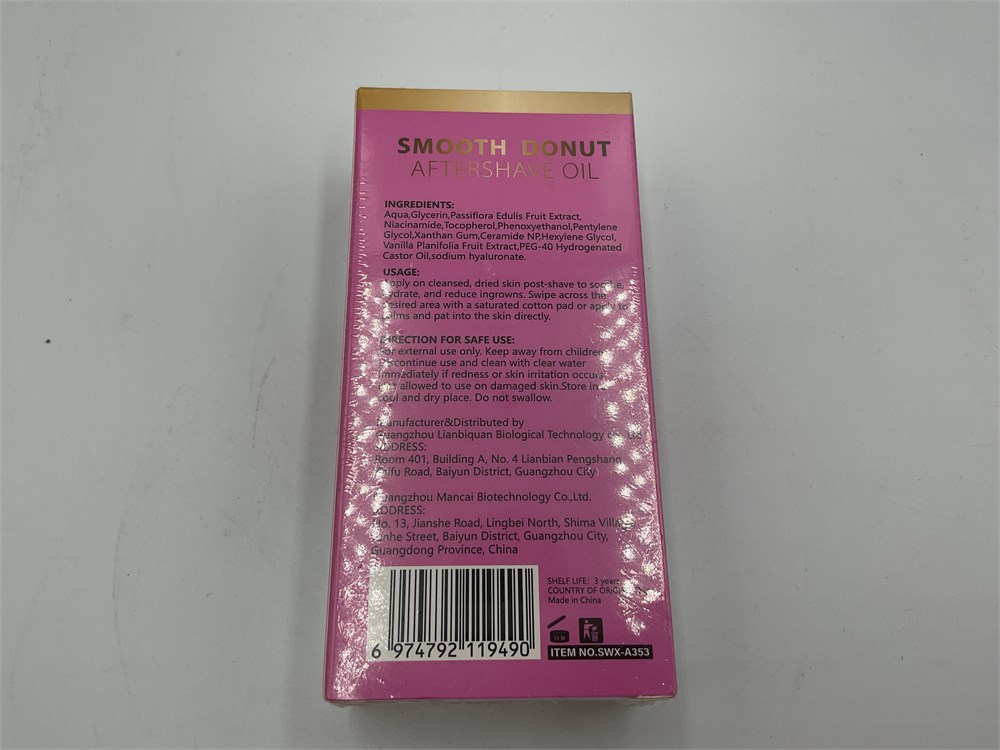 SMOOTH DONUT
AFTERSHAVE OIL
INGREDIENTS:
Aqua,Glycerin,Passiflora Edulis Fruit Extract,
Niacinamide,Tocopherol,Phenoxyethanol,Pentylene
Glycol,Xanthan Gum,Ceramide NP,Hexylene Glycol,
Vanilla Planifolia Fruit Extract,PEG-40 Hydrogenated
Castor Oil,sodium hyaluronate.
USAGE:
Apply on cleansed, dried skin post-shave to soothe,
hydrate, and reduce ingrowns. Swipe across the
desired area with a saturated cotton pad or apply to
palms and pat into the skin directly.
DIRECTION FOR SAFE USE:
For external use only. Keep away from children.
Discontinue use and clean with clear water
immediately if redness or skin irritation occurs.
allowed to use on damaged skin.Store in a
cool and dry place. Do not swallow.
Manufacturer&Distributed by
Guangzhou Lianbiquan Biological Technology
ADDRESS:
Room 401, Building A, No. 4 Lianbian Pengshang
Road, Baiyun District, Guangzhou City
Guangzhou Mancai Biotechnology Co.,Ltd.
ADDRESS:
No. 13, Jianshe Road, Lingbei North, Shima Village,
Street, Baiyun District, Guangzhou City,
Guangdong Province, China
SHELF LIFE: 3 years
COUNTRY OF ORIGIN:
Made in China
6 974792 119490
ITEM NO.SWX-A353